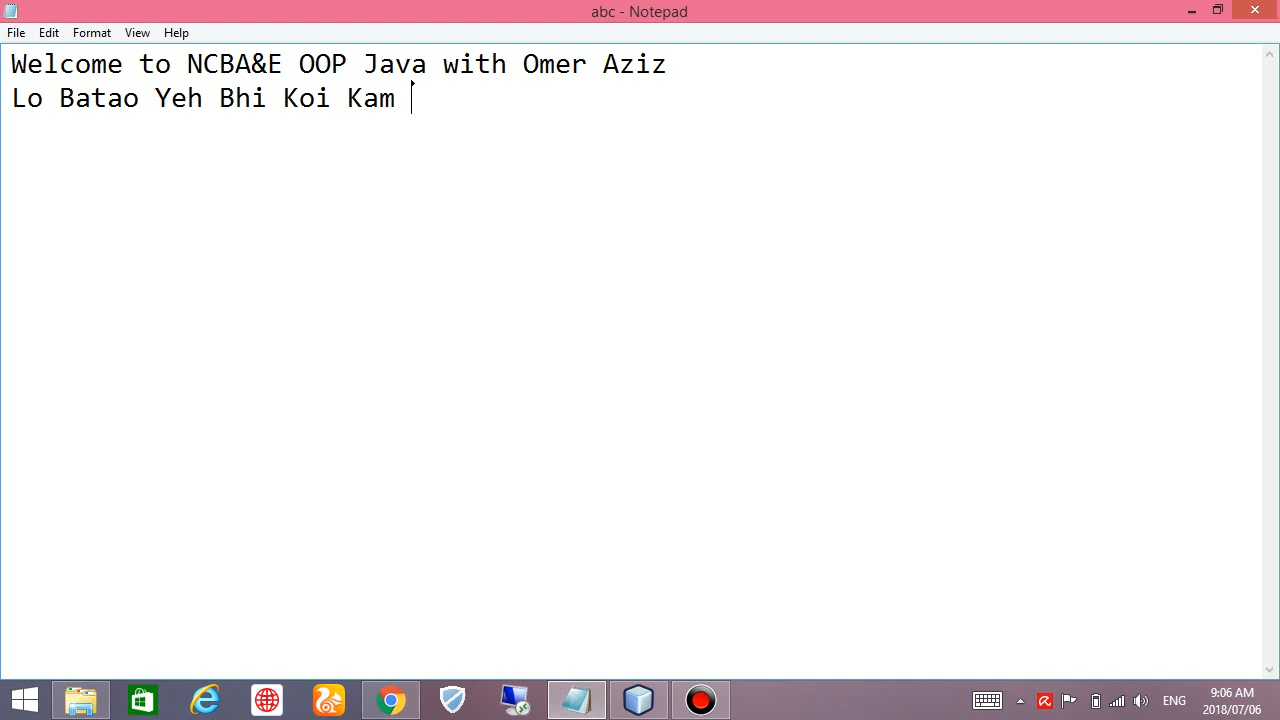 abc - Notepad
File Edit Format View Help
Welcome to NCBA&E OOP Java with Omer Aziz
Lo Batao Yeh Bhi Koi Kam
ENG
9:06 AM
2018/07/06